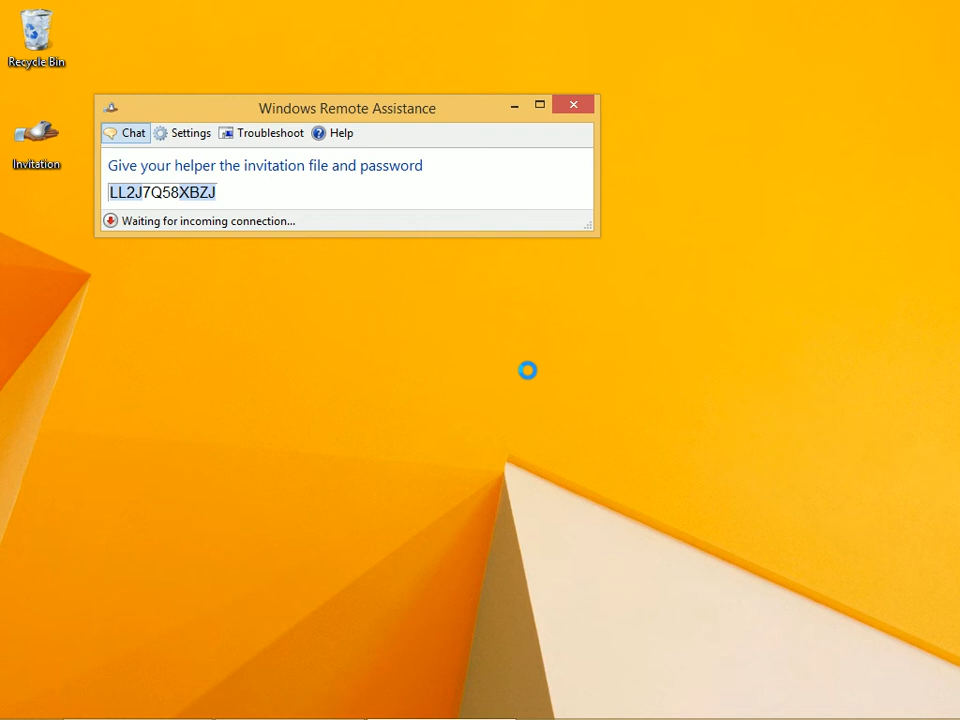 Recycle Bin
Windows Remote Assistance
Chat Settings Troubleshoot Help
Give your helper the invitation file and password
LL2J7Q58XBZJ
Invitation
Waiting for incoming connection...